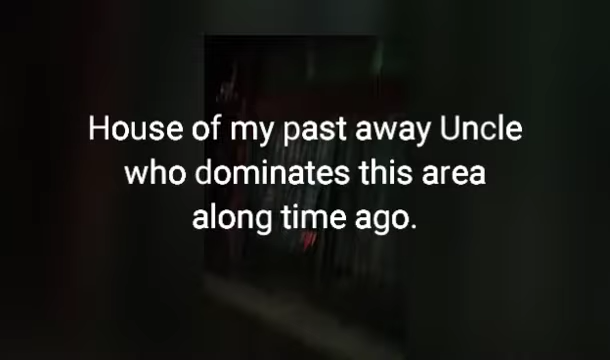 House of my past away Uncle
who dominates this area
along time ago.